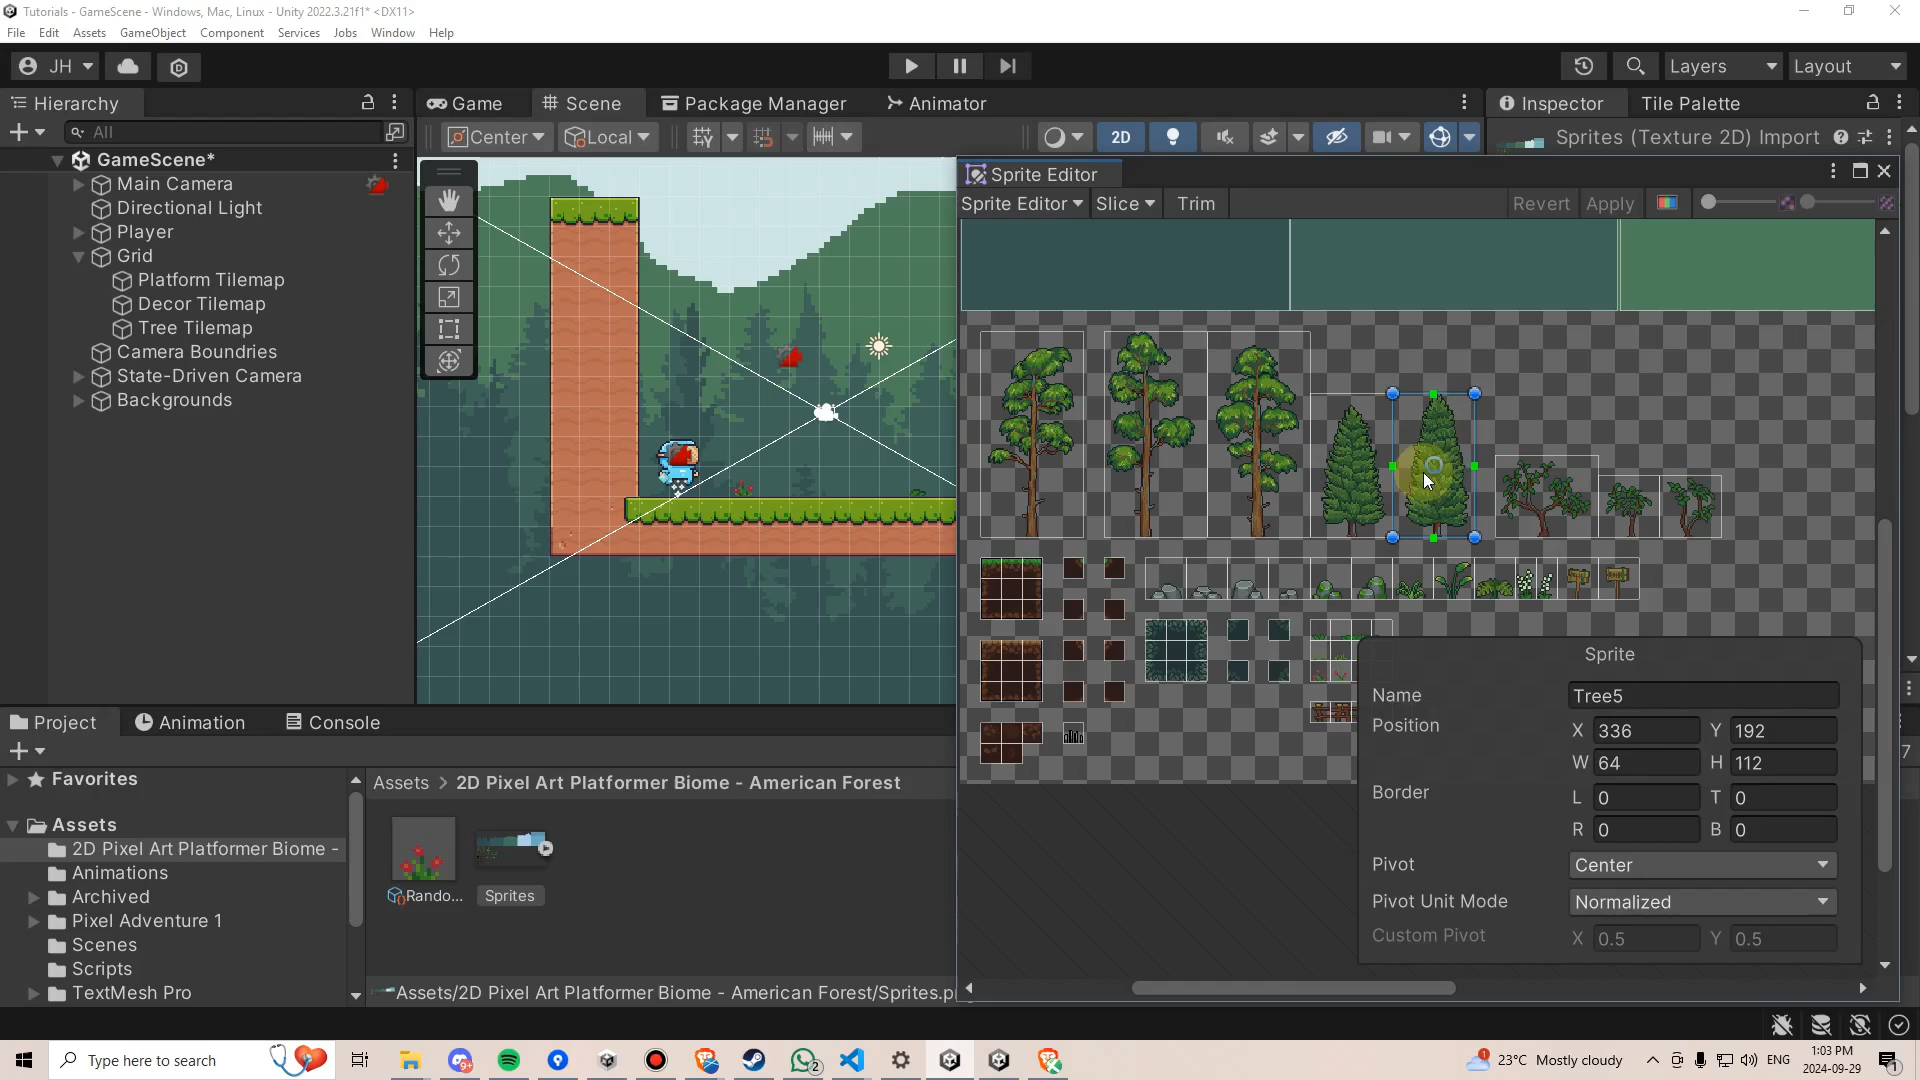 Tutorials - GameScene - Windows, Mac, Linux - Unity 2022.3.21f1* <DX11>
File Edit Assets GameObject Component Services Jobs Window Help
JH Layers Layout
Hierarchy Game Scene Package Manager Animator Inspector Tile Palette
All Center Local 2D Sprites (Texture 2D) Import
GameScene*
Main Camera
Directional Light
Player
Grid
Platform Tilemap
Decor Tilemap
Tree Tilemap
Camera Boundries
State-Driven Camera
Backgrounds
Sprite Editor
Sprite Editor Slice Trim Revert Apply
Sprite
Name Tree5
Position X 336 Y 192
W 64 H 112
Border L 0 T 0
R 0 B 0
Pivot Center
Pivot Unit Mode Normalized
Custom Pivot X 0.5 Y 0.5
Project Animation Console
Favorites
Assets
2D Pixel Art Platformer Biome -
Animations
Archived
Pixel Adventure 1
Scenes
Scripts
TextMesh Pro
Assets > 2D Pixel Art Platformer Biome - American Forest
Rando... Sprites
Assets/2D Pixel Art Platformer Biome - American Forest/Sprites.p
7
Type here to search
9+ 2
1 23°C Mostly cloudy ENG 1:03 PM
2024-09-29 1